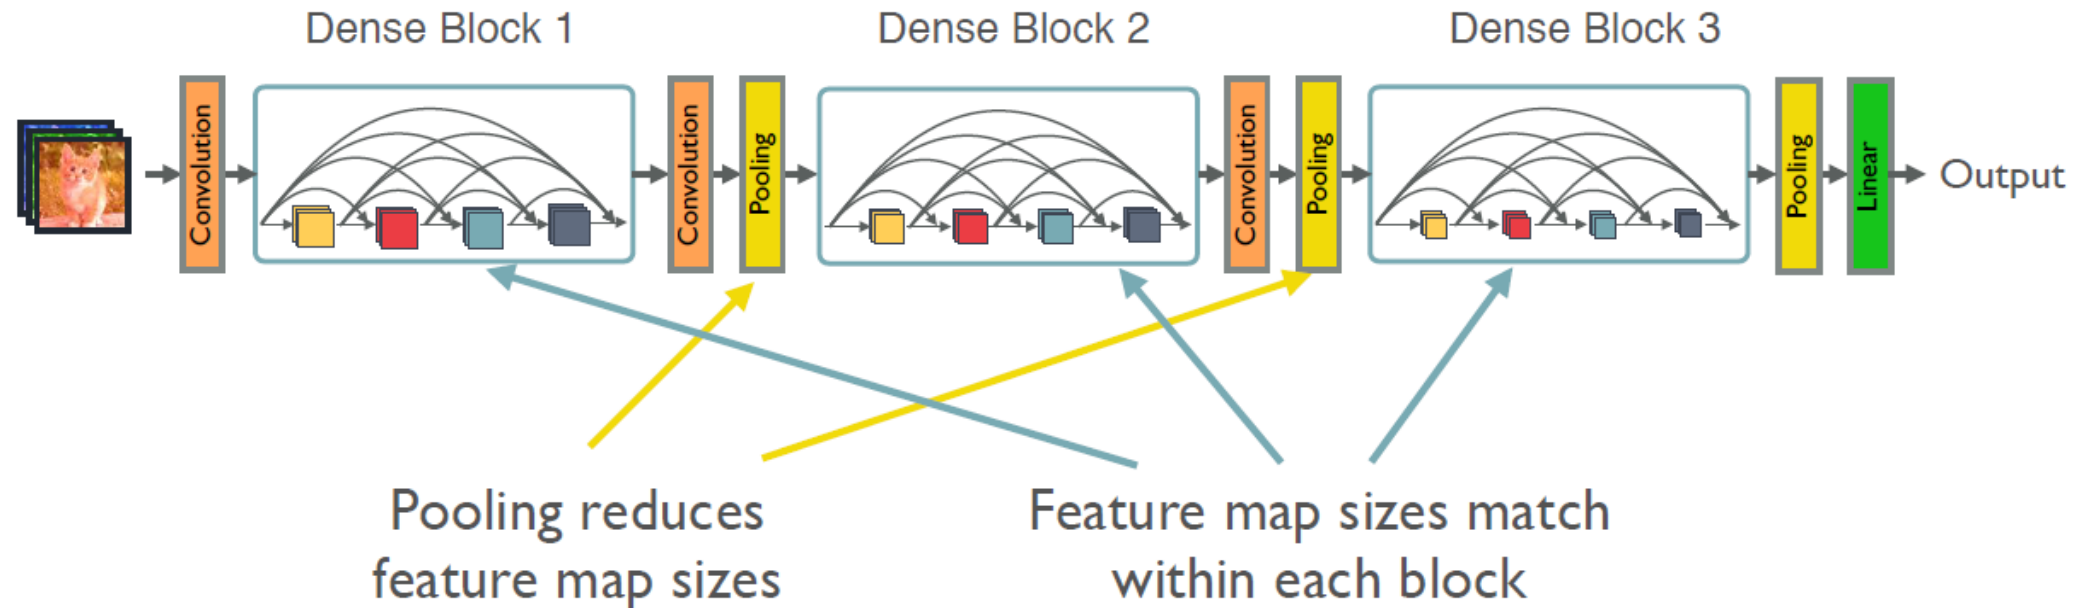 Dense Block 1
Dense Block 2
Dense Block 3
Convolution
Convolution
Pooling
Convolution
Pooling
Pooling
Linear
Output
Pooling reduces
feature map sizes
Feature map sizes match
within each block